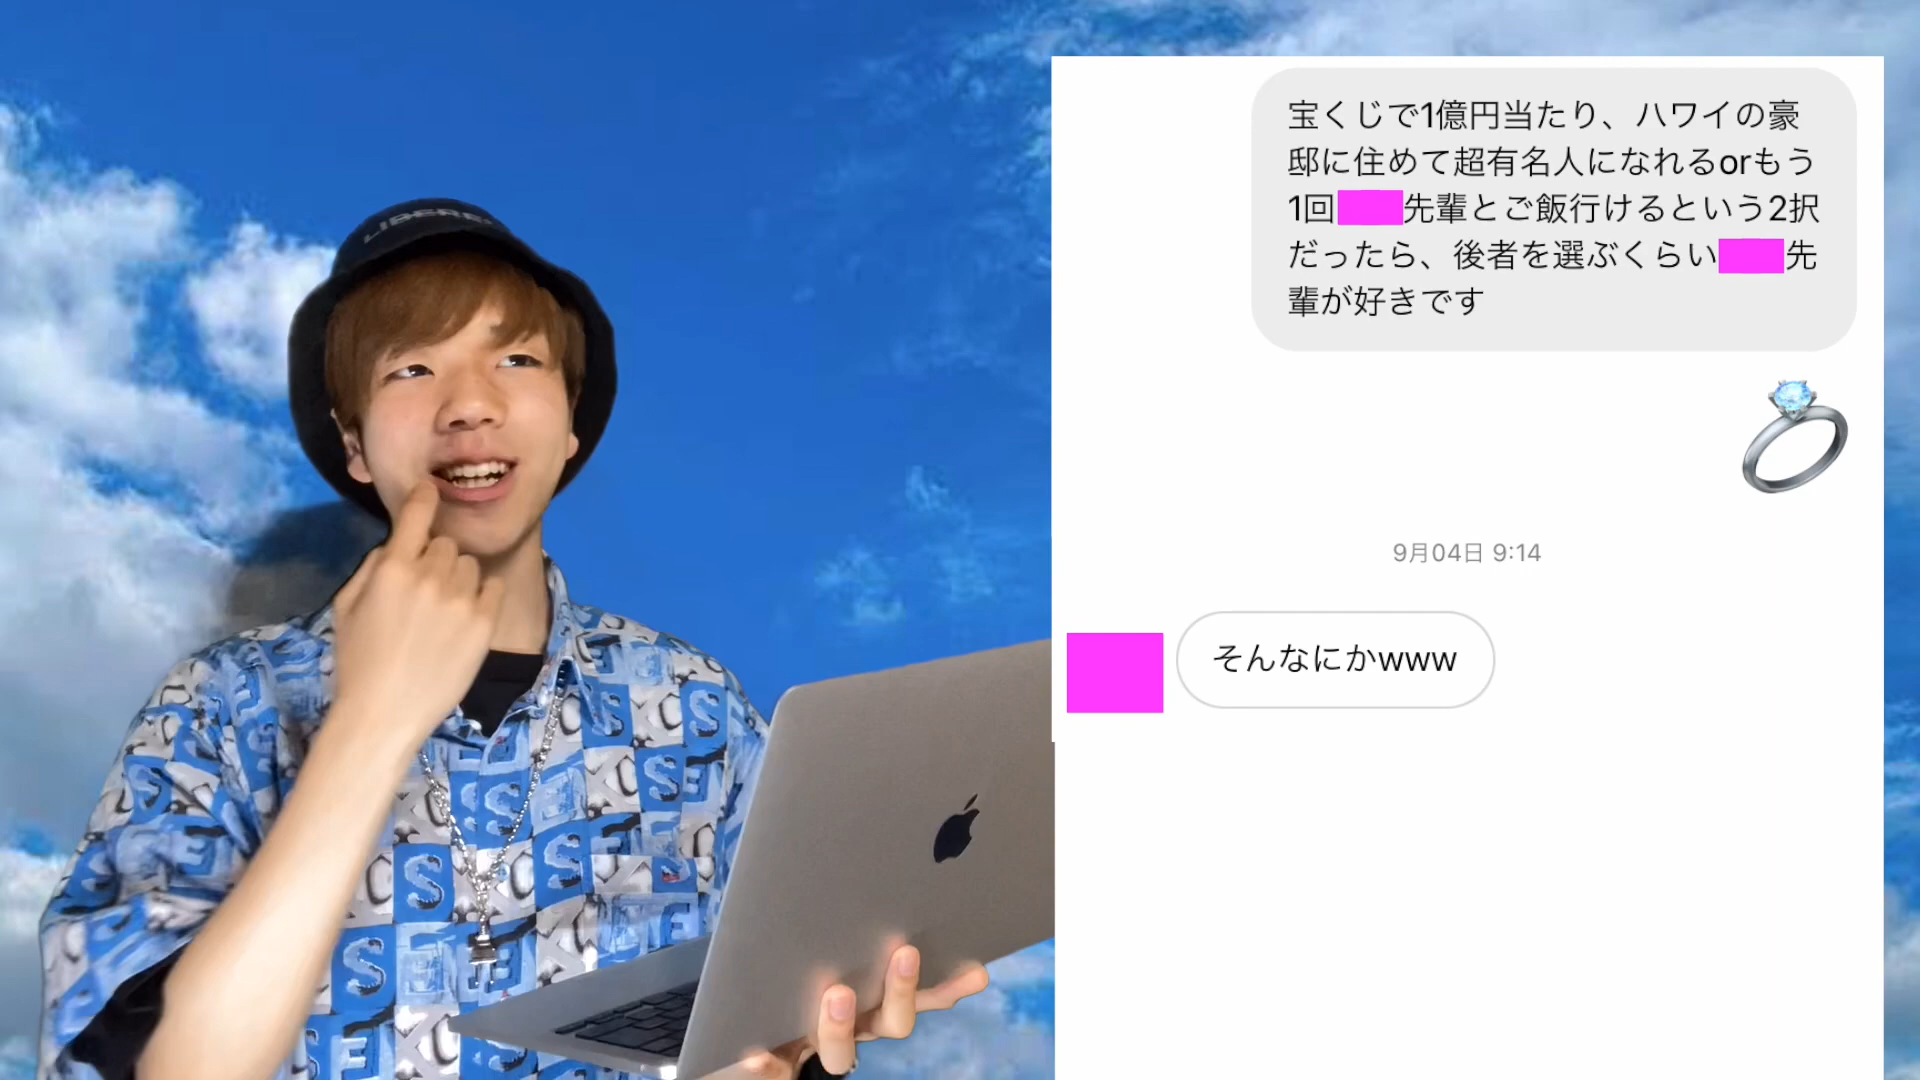 LIBERE
宝くじで1億円当たり、ハワイの豪
邸に住めて超有名人になれるorもう
1回先輩とご飯行けるという2択
だったら、後者を選ぶくらい先
輩が好きです
9月04日 9:14
そんなにかwww